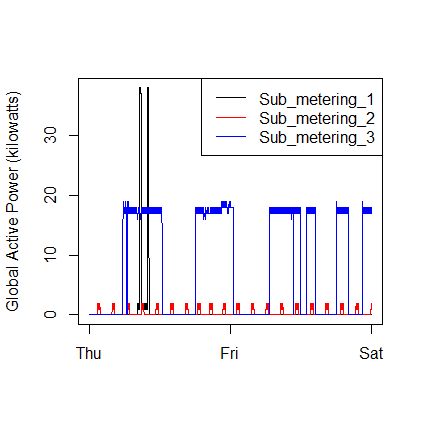 Global Active Power (kilowatts)
30
20
10
0
Sub_metering_1
Sub_metering_2
Sub_metering_3
Thu
Fri
Sat